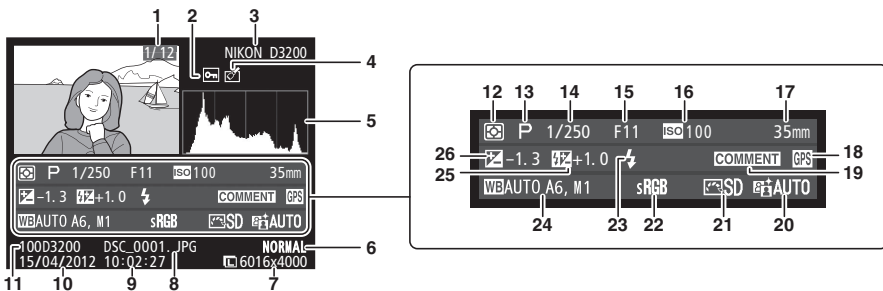 1 2 3
1/12
NIKON D3200
4
5
1/250 F11 ISO 100 35mm
-1.3 +1.0 COMMENT GPS
WB AUTO A6, M1 sRGB SD AUTO
P
100D3200 DSC_0001. JPG NORMAL
15/04/2012 10:02:27 L 6016x4000
6
11 10 9 8 7
12 13 14 15 16 17
P 1/250 F11 ISO 100 35mm
26 -1.3 +1.0 COMMENT GPS 18
25 19
WB AUTO A6, M1 sRGB SD AUTO
24 23 22 21 20